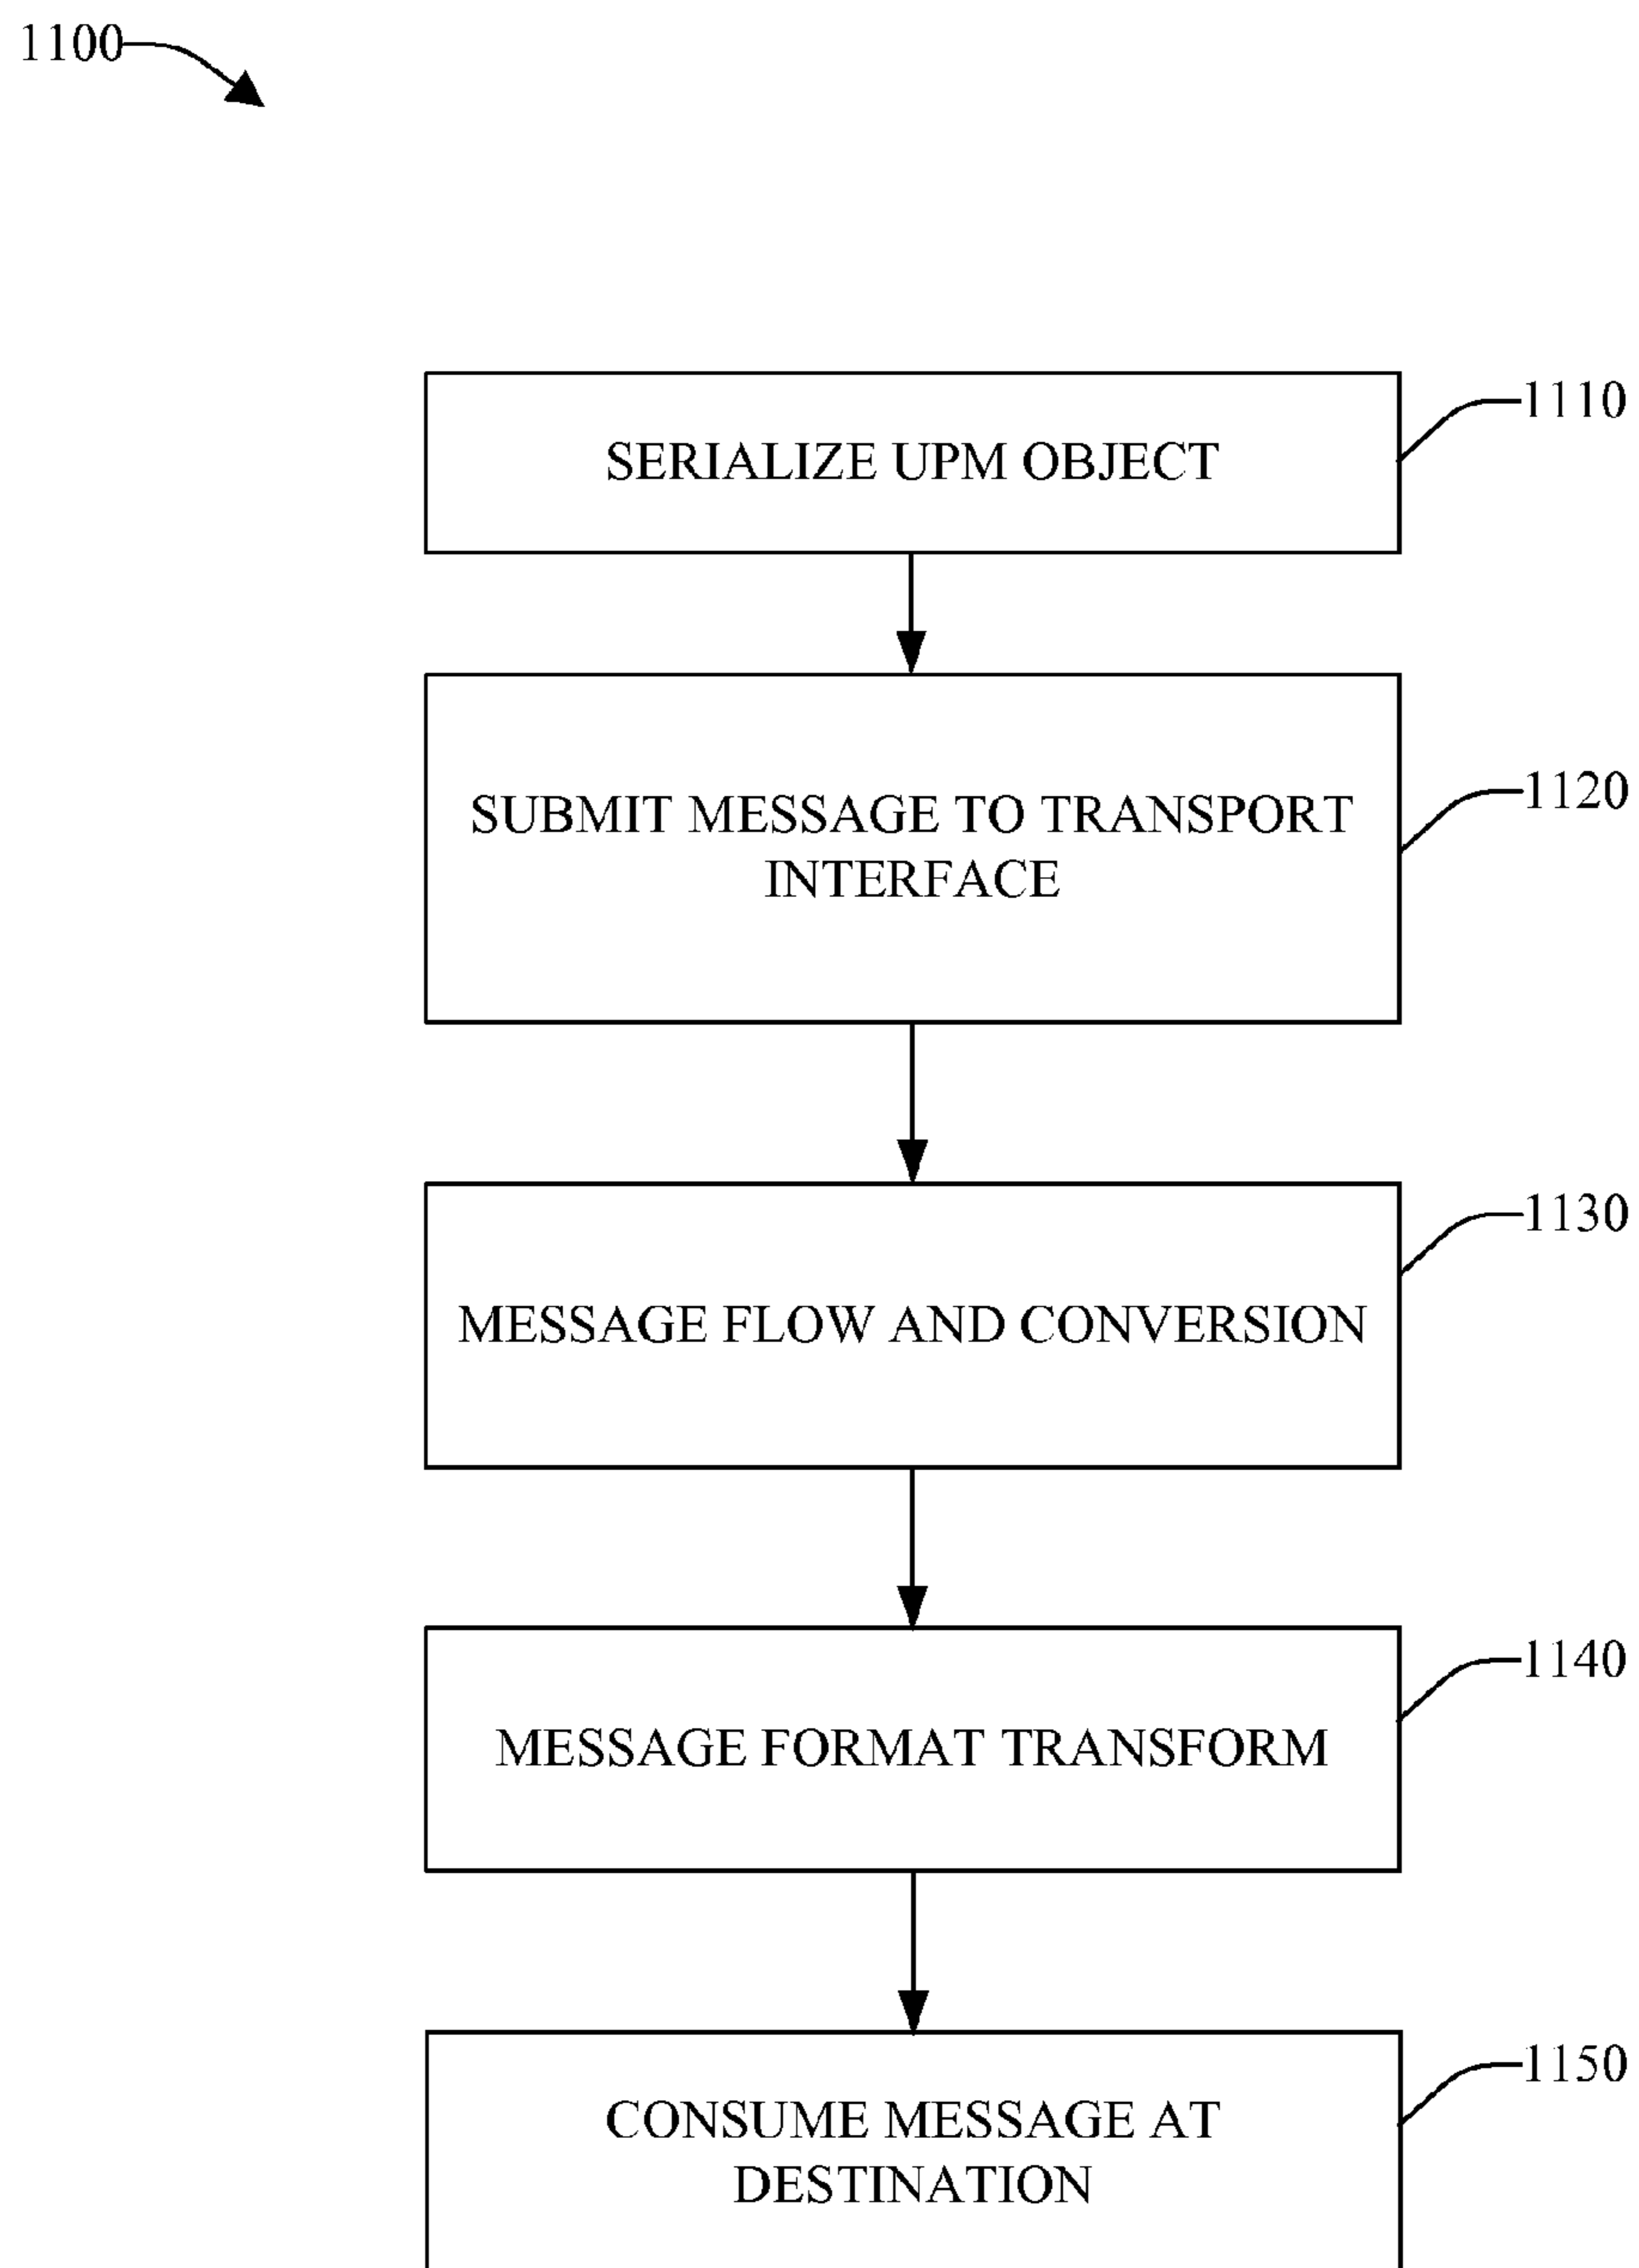 1100
SERIALIZE UPM OBJECT
1110
SUBMIT MESSAGE TO TRANSPORT
INTERFACE
1120
MESSAGE FLOW AND CONVERSION
1130
MESSAGE FORMAT TRANSFORM
1140
CONSUME MESSAGE AT
DESTINATION
1150